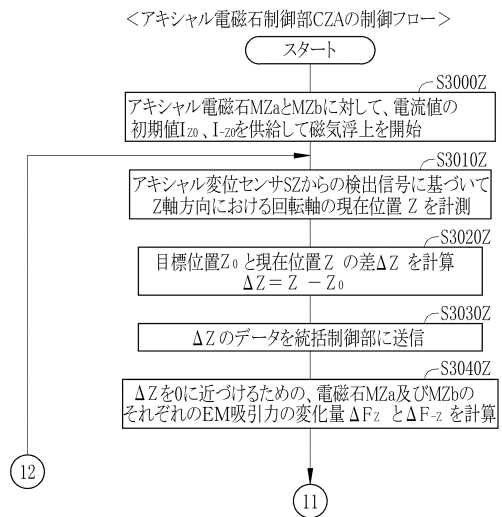 ＜アキシャル電磁石制御部CZAの制御フロー＞
スタート
S3000Z
アキシャル電磁石MZaとMZbに対して、電流値の
初期値IZ0、I-Z0を供給して磁気浮上を開始
S3010Z
アキシャル変位センサSZからの検出信号に基づいて
Z軸方向における回転軸の現在位置 Z を計測
S3020Z
目標位置Z0 と現在位置Z の差ΔZ を計算
ΔZ＝Z －Z0
S3030Z
ΔZのデータを統括制御部に送信
S3040Z
ΔZを0に近づけるための、電磁石MZa及びMZbの
それぞれのEM吸引力の変化量 ΔFZ とΔF-Z を計算
12
11